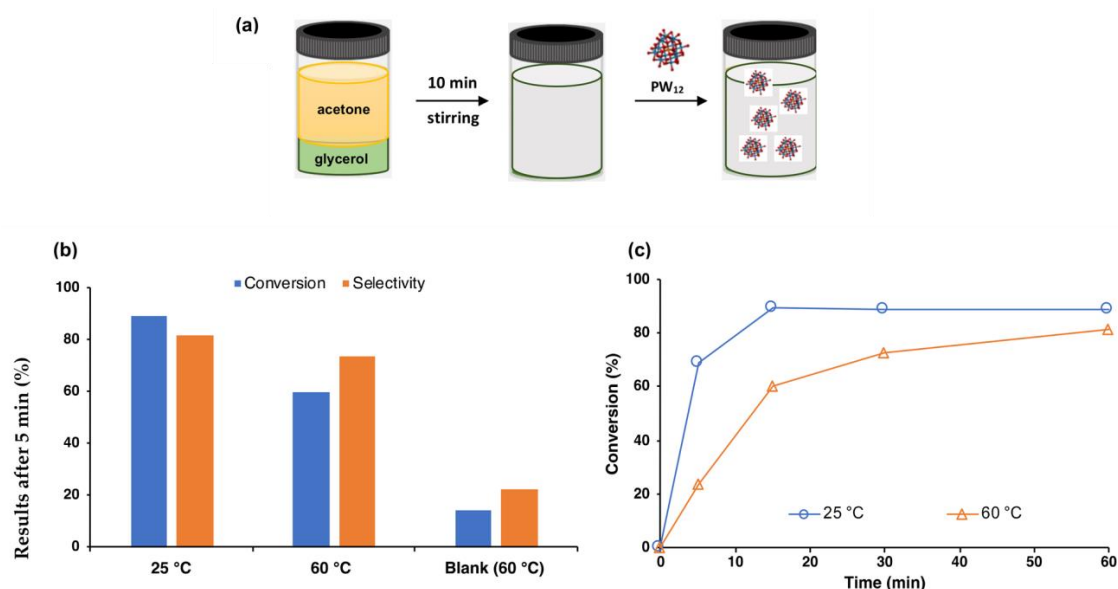 (a)
acetone
glycerol
10 min
stirring
PW₁₂
(b)
Conversion
Selectivity
Results after 5 min (%)
100
80
60
40
20
0
25 °C
60 °C
Blank (60 °C)
(c)
Conversion (%)
100
80
60
40
20
0
25 °C
60 °C
0
10
20
30
40
50
60
Time (min)